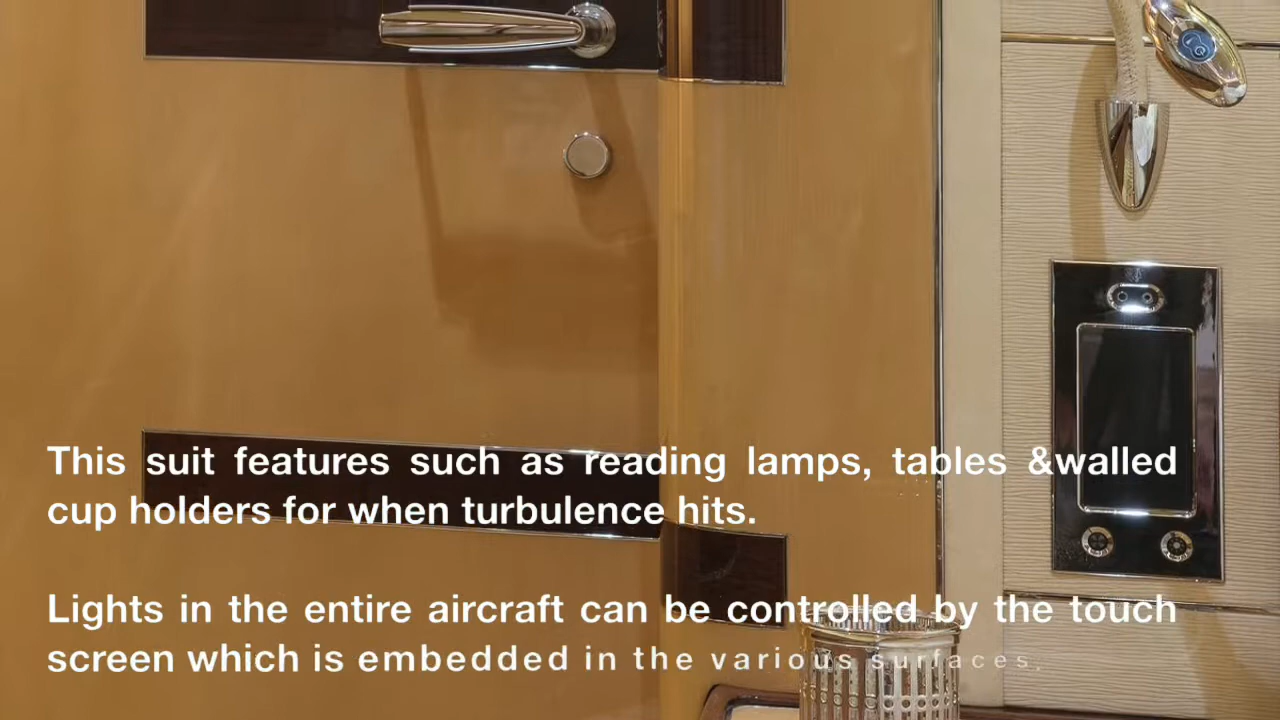 This suit features such as reading lamps, tables &walled
cup holders for when turbulence hits.
Lights in the entire aircraft can be controlled by the touch
screen which is embedded in the various surfaces.